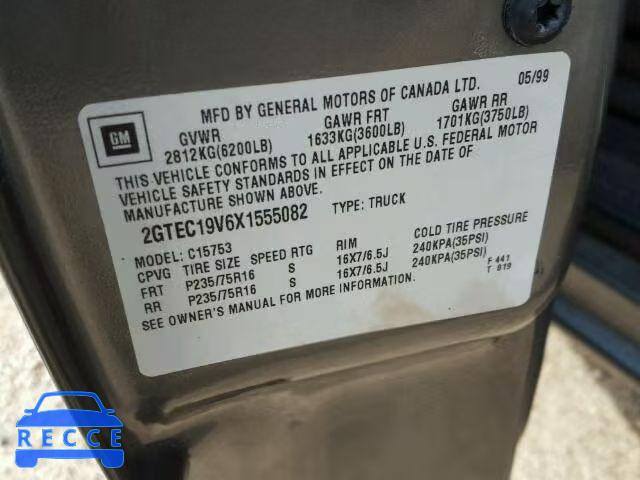 MFD BY GENERAL MOTORS OF CANADA LTD. 05/99
GM
GVWR GAWR FRT GAWR RR
2812KG(6200LB) 1633KG(3600LB) 1701KG(3750LB)
THIS VEHICLE CONFORMS TO ALL APPLICABLE U.S. FEDERAL MOTOR
VEHICLE SAFETY STANDARDS IN EFFECT ON THE DATE OF
MANUFACTURE SHOWN ABOVE.
2GTEC19V6X1555082 TYPE: TRUCK
MODEL: C15753
CPVG TIRE SIZE SPEED RTG RIM COLD TIRE PRESSURE
FRT P235/75R16 S 16X7/6.5J 240KPA(35PSI)
RR P235/75R16 S 16X7/6.5J 240KPA(35PSI)
F 441
T 019
SEE OWNER'S MANUAL FOR MORE INFORMATION.
RECCE